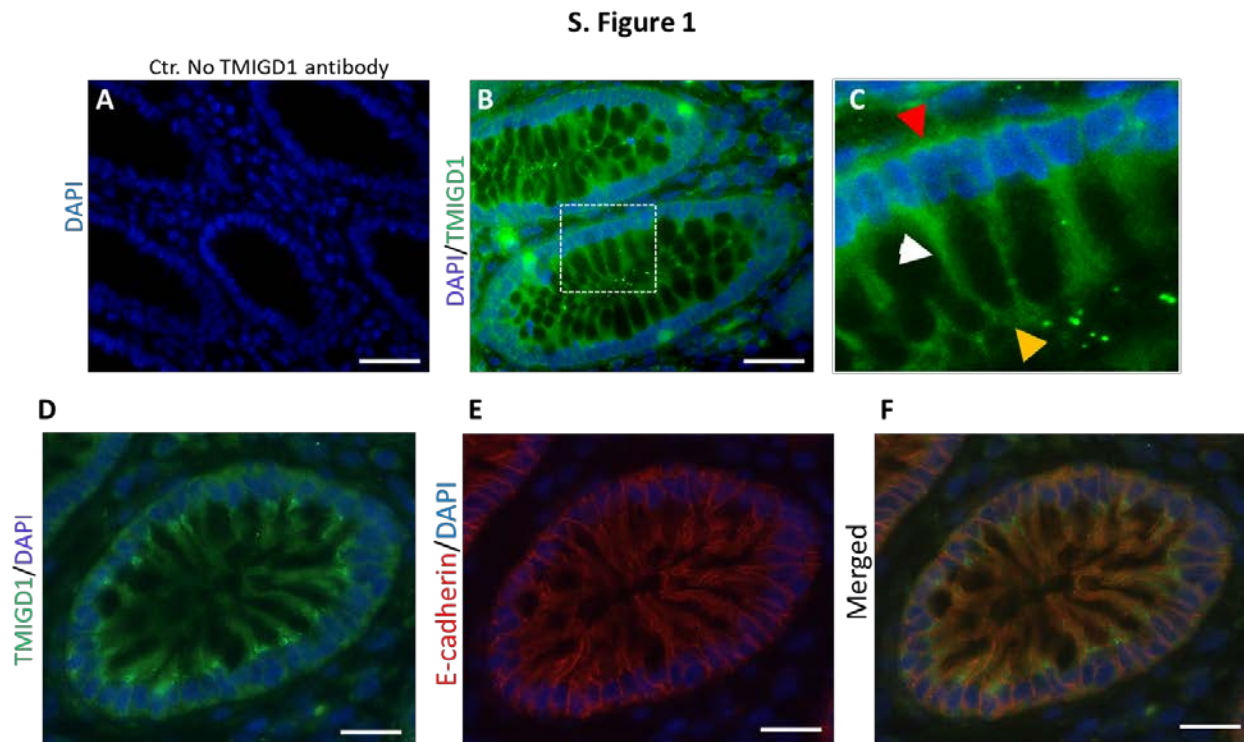 S. Figure 1
Ctr. No TMIGD1 antibody
A
DAPI
B
DAPI/TMIGD1
C
D
TMIGD1/DAPI
E
E-cadherin/DAPI
F
Merged